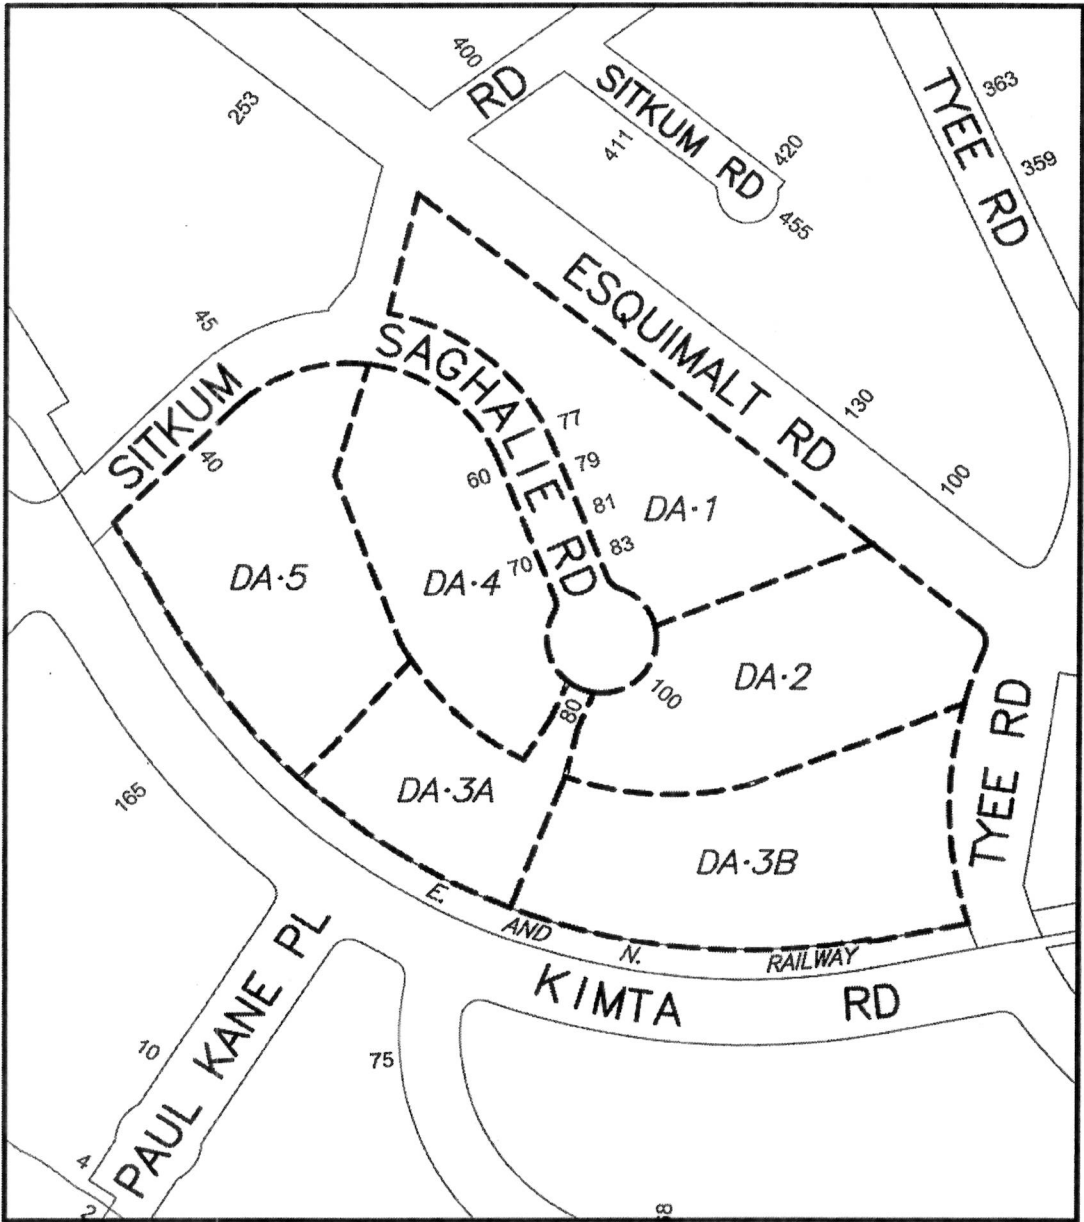 400
RD
SITKUM RD
TYEE RD
363
253
411
420
359
455
ESQUIMALT RD
45
SAGHALIE RD
SITKUM
40
77
130
79
60
81
100
DA·1
83
70
DA·5
DA·4
DA·2
100
80
TYEE RD
DA·3A
165
DA·3B
E. AND N. RAILWAY
KIMTA RD
PAUL KANE PL
10
75
4
2